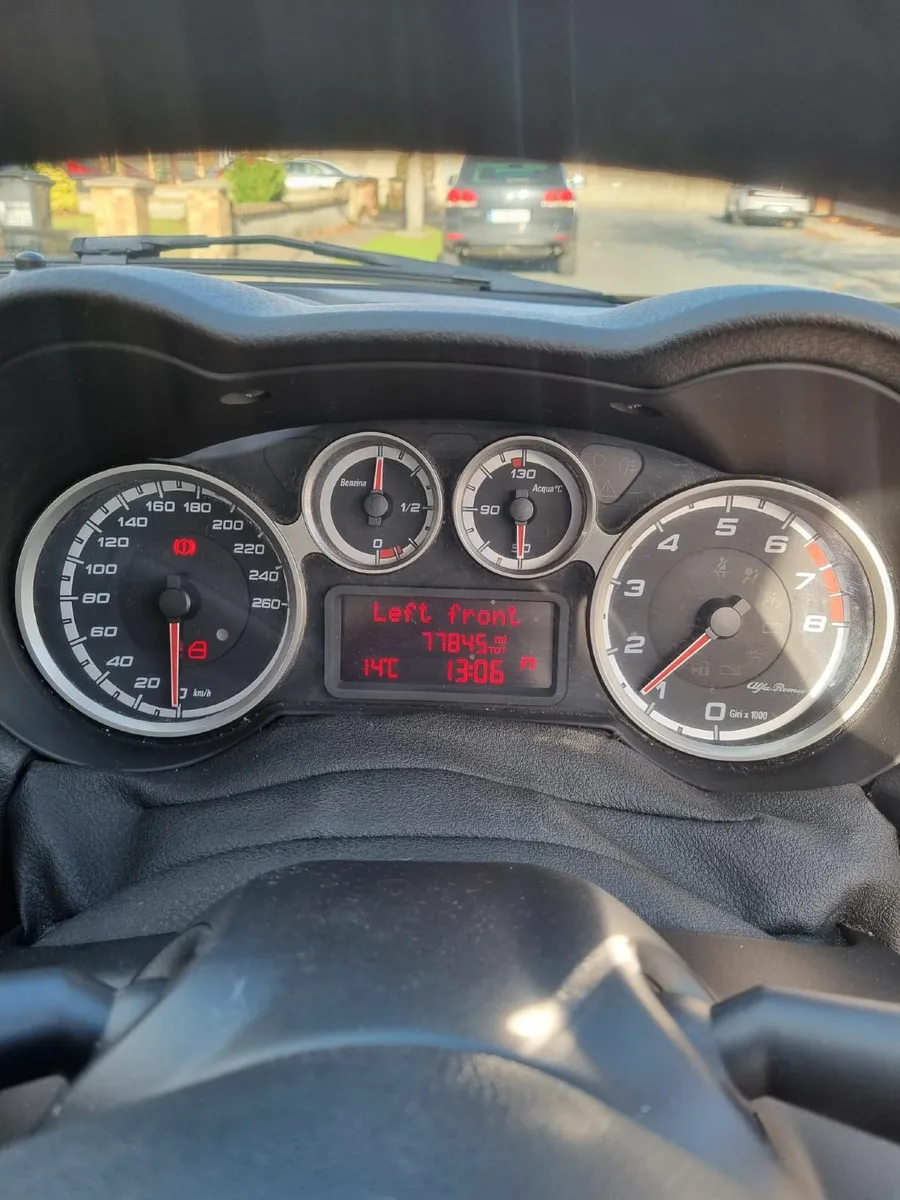 160 180
140 200
120 220
100 240
80 260
60
40
20 0 km/h
Benzina
1/2
0
130
Acqua°C
90
50
Left front
77845 mi
TOT
14°C 13:06
5
4 6
3 7
2 8
1
0 Giri x 1000
Alfa Romeo